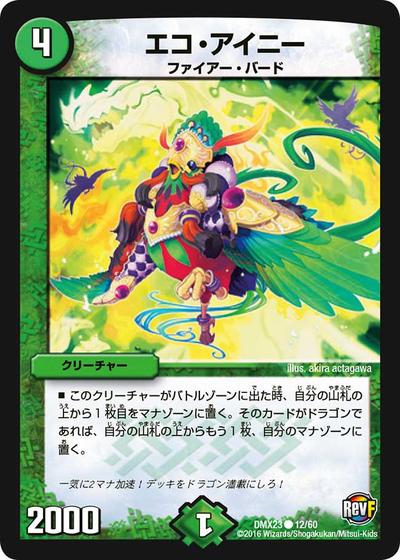 4
エコ・アイニー
ファイアー・バード
クリーチャー
illus. akira actagawa
■ このクリーチャーがバトルゾーンに出た時、自分の山札の
上から1枚目をマナゾーンに置く。そのカードがドラゴンで
あれば、自分の山札の上からもう1枚、自分のマナゾーンに
置く。
一気に2マナ加速！デッキをドラゴン満載にしろ！
2000
1
RevF
DMX23 ● 12/60
©2016 Wizards/Shogakukan/Mitsui-Kids